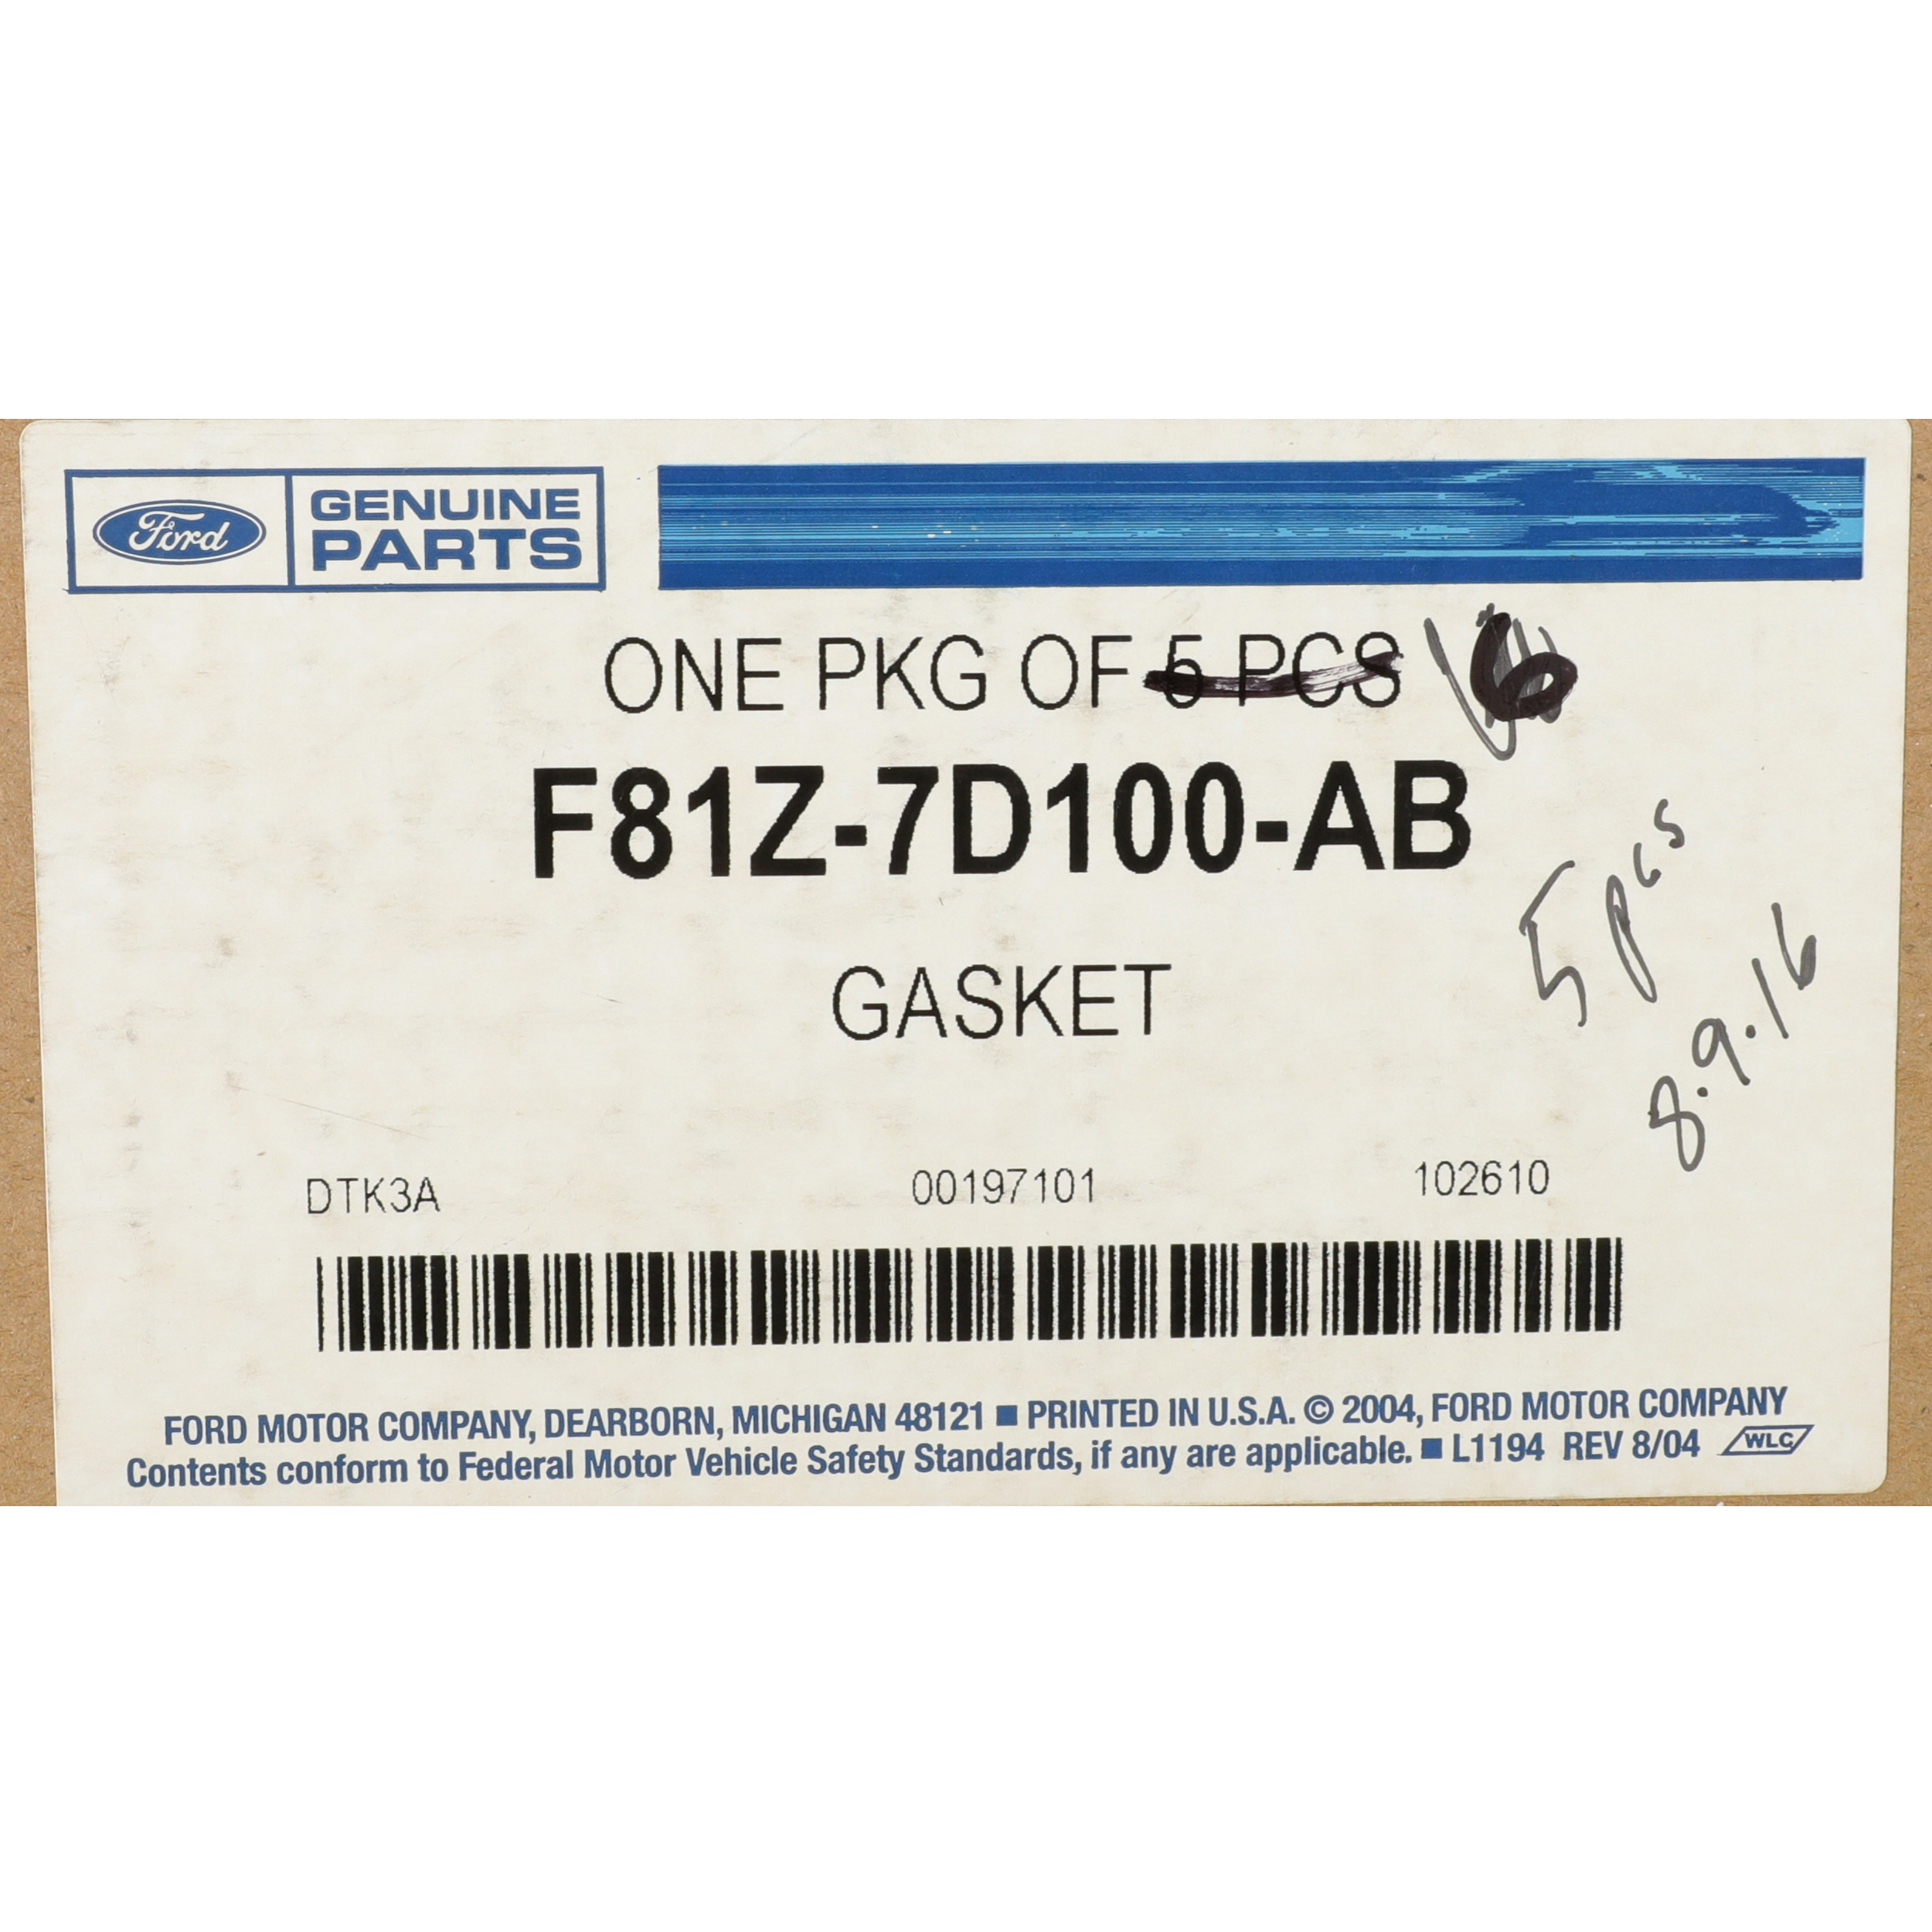 Ford GENUINE
PARTS
ONE PKG OF 5 PCS 6
F81Z-7D100-AB
5 pcs
GASKET
8.9.16
DTK3A 00197101 102610
FORD MOTOR COMPANY, DEARBORN, MICHIGAN 48121 ■ PRINTED IN U.S.A. © 2004, FORD MOTOR COMPANY
Contents conform to Federal Motor Vehicle Safety Standards, if any are applicable. ■ L1194 REV 8/04 WLC